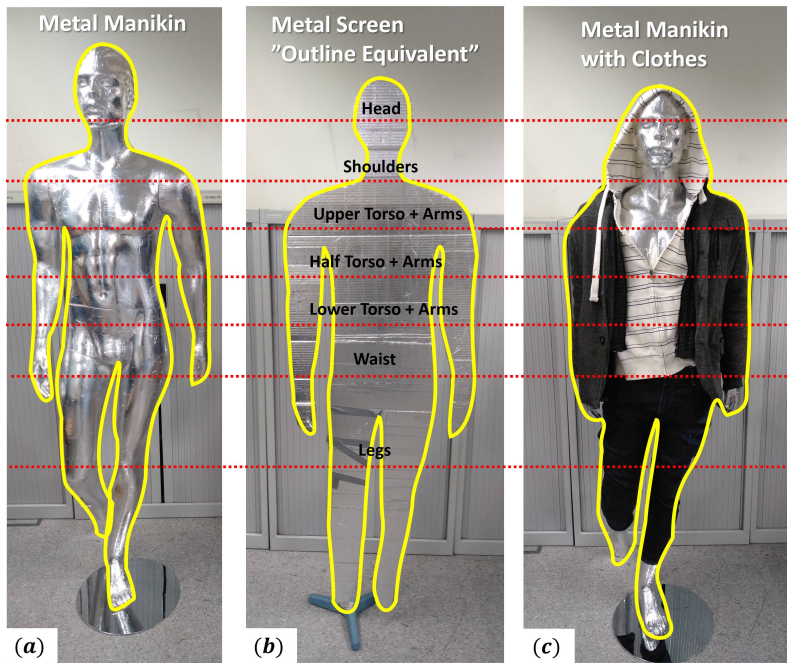 Metal Manikin
Metal Screen
”Outline Equivalent”
Metal Manikin
with Clothes
Head
Shoulders
Upper Torso + Arms
Half Torso + Arms
Lower Torso + Arms
Waist
Legs
(a)
(b)
(c)